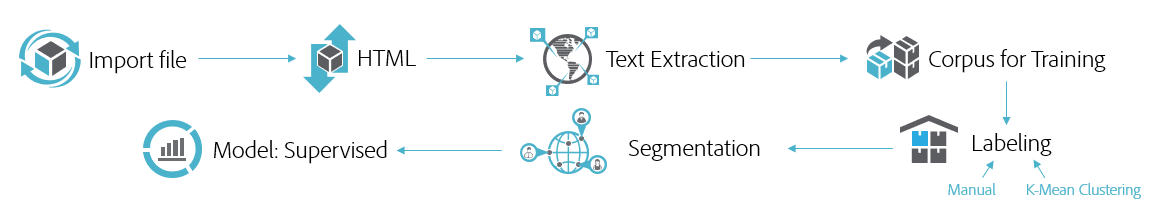 Import file
HTML
Text Extraction
Corpus for Training
Labeling
Manual
K-Mean Clustering
Segmentation
Model: Supervised